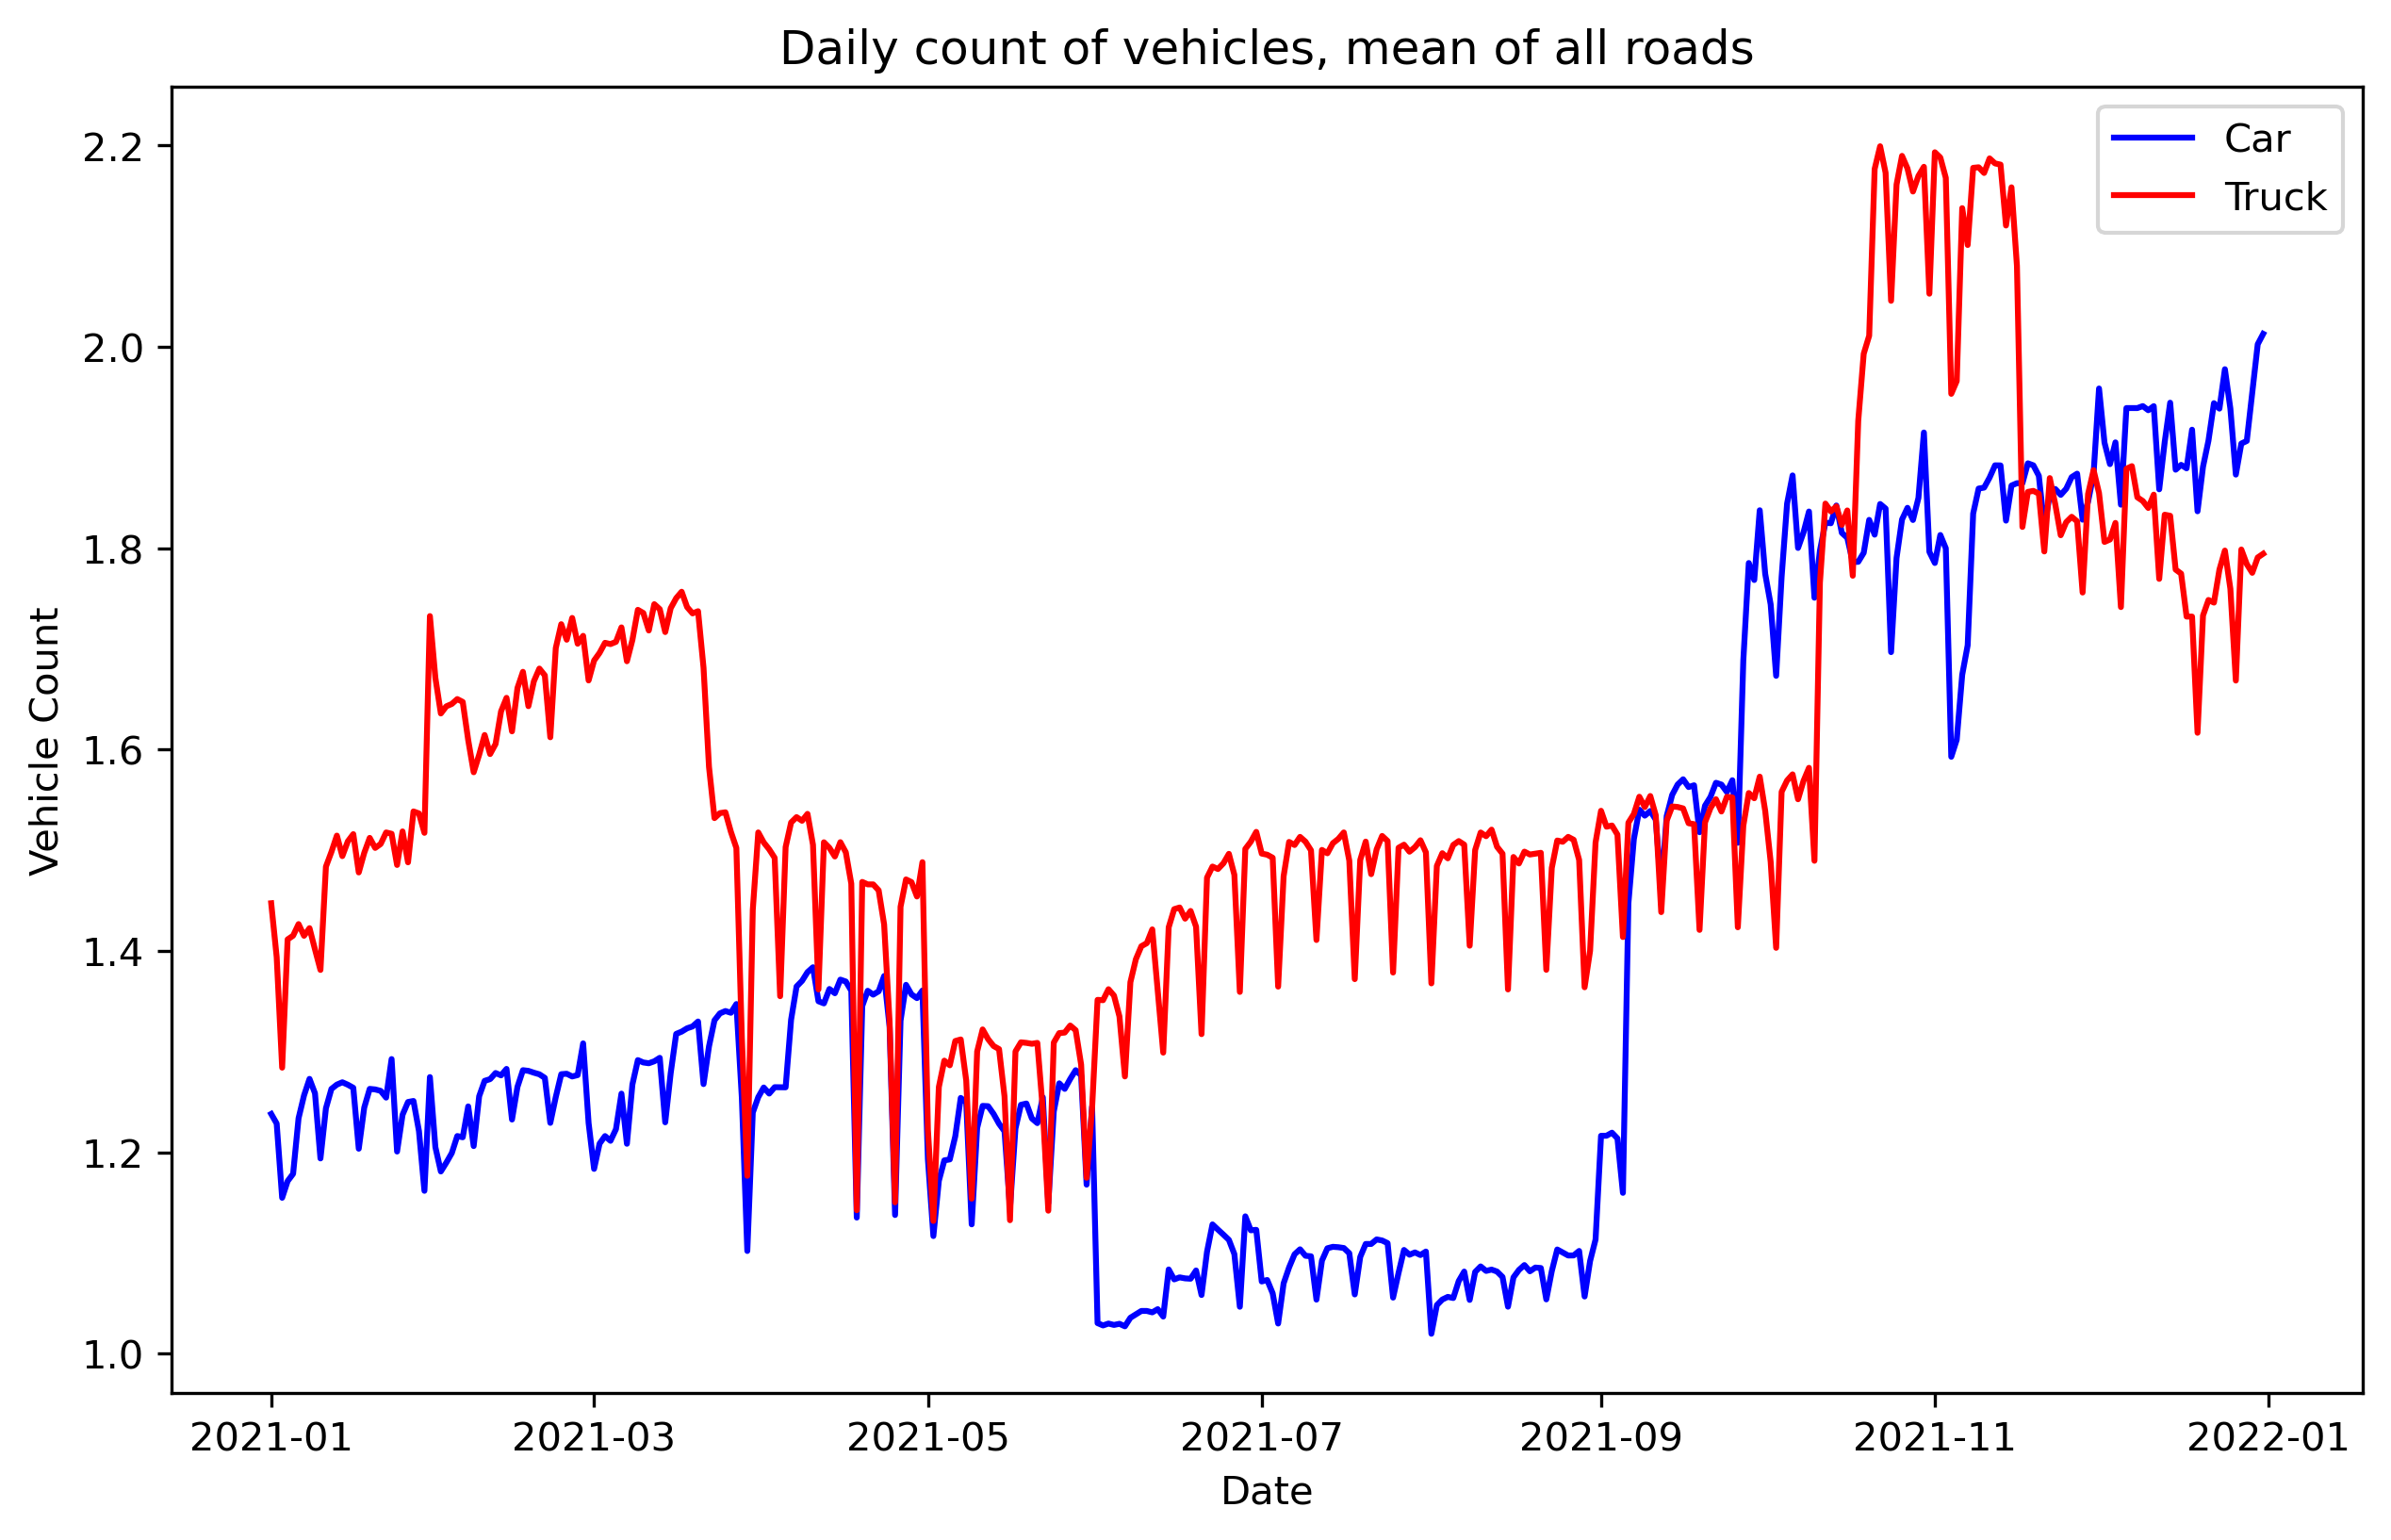 Daily count of vehicles, mean of all roads
Car
Truck
Vehicle Count
2.2
2.0
1.8
1.6
1.4
1.2
1.0
2021-01
2021-03
2021-05
2021-07
2021-09
2021-11
2022-01
Date